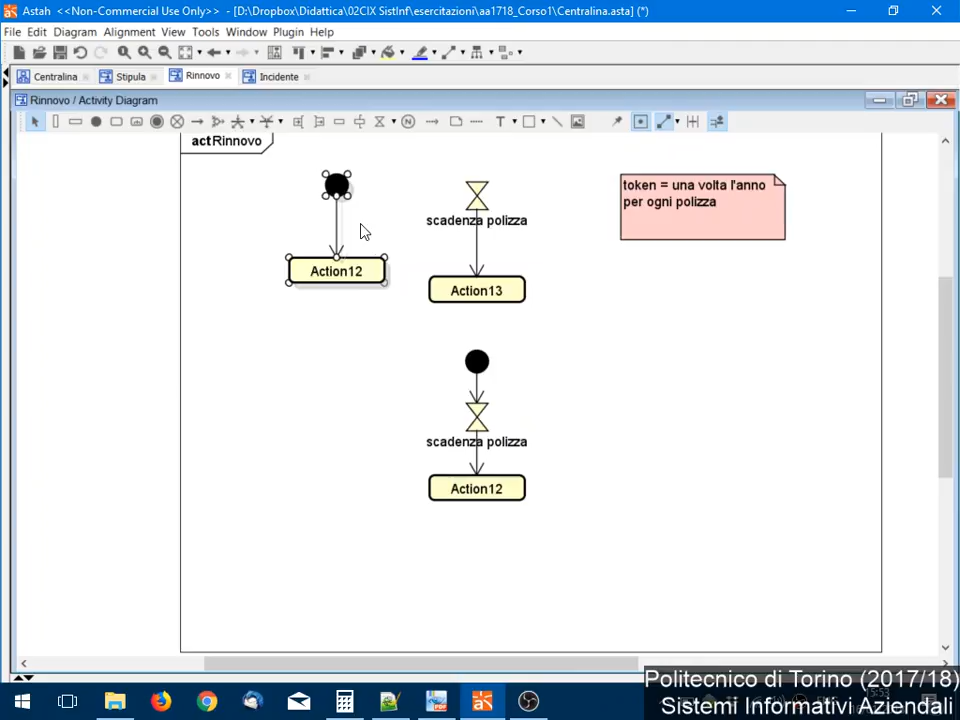 Astah <<Non-Commercial Use Only>> - [D:\Dropbox\Didattica\02CIX SistInf\esercitazioni\aa1718_Corso1\Centralina.asta] (*)
File Edit Diagram Alignment View Tools Window Plugin Help
Centralina Stipula Rinnovo Incidente
Rinnovo / Activity Diagram
act Rinnovo
token = una volta l'anno
per ogni polizza
scadenza polizza
Action12
Action13
scadenza polizza
Action12
Politecnico di Torino (2017/18)
Sistemi Informativi Aziendali